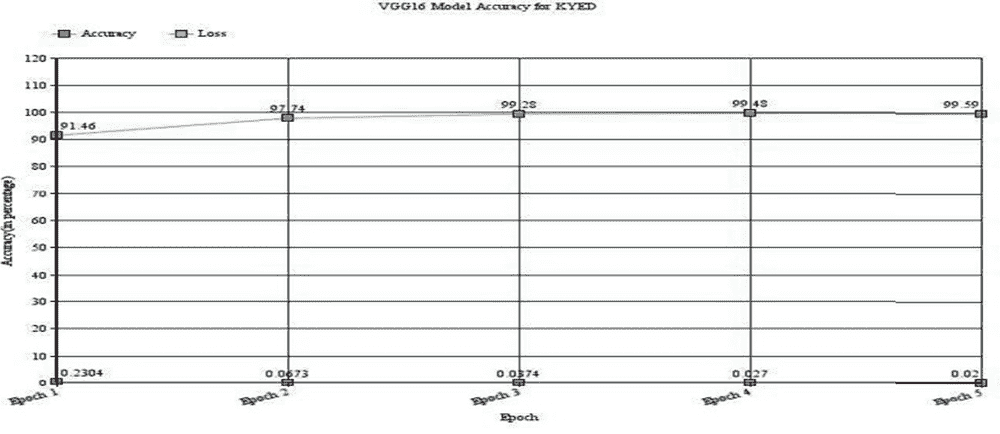 VGG16 Model Accuracy for KYED
Accuracy Loss
120
110
100
90
80
70
60
50
40
30
20
10
0
91.46 97.74 99.28 99.48 99.59
0.2304 0.0673 0.0374 0.027 0.02
Epoch 1 Epoch 2 Epoch 3 Epoch 4 Epoch 5
Epoch
Accuracy(in percentage)